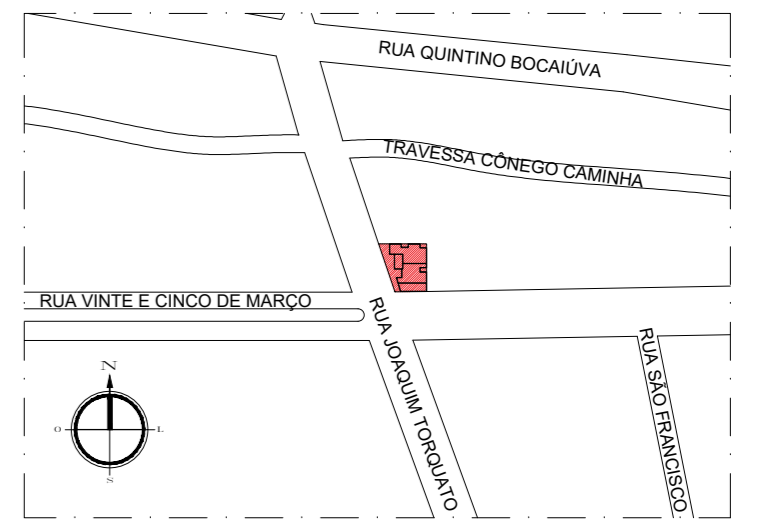 RUA QUINTINO BOCAIÚVA
TRAVESSA CÔNEGO CAMINHA
RUA VINTE E CINCO DE MARÇO
RUA JOAQUIM TORQUATO
RUA SÃO FRANCISCO
N
O
L
S